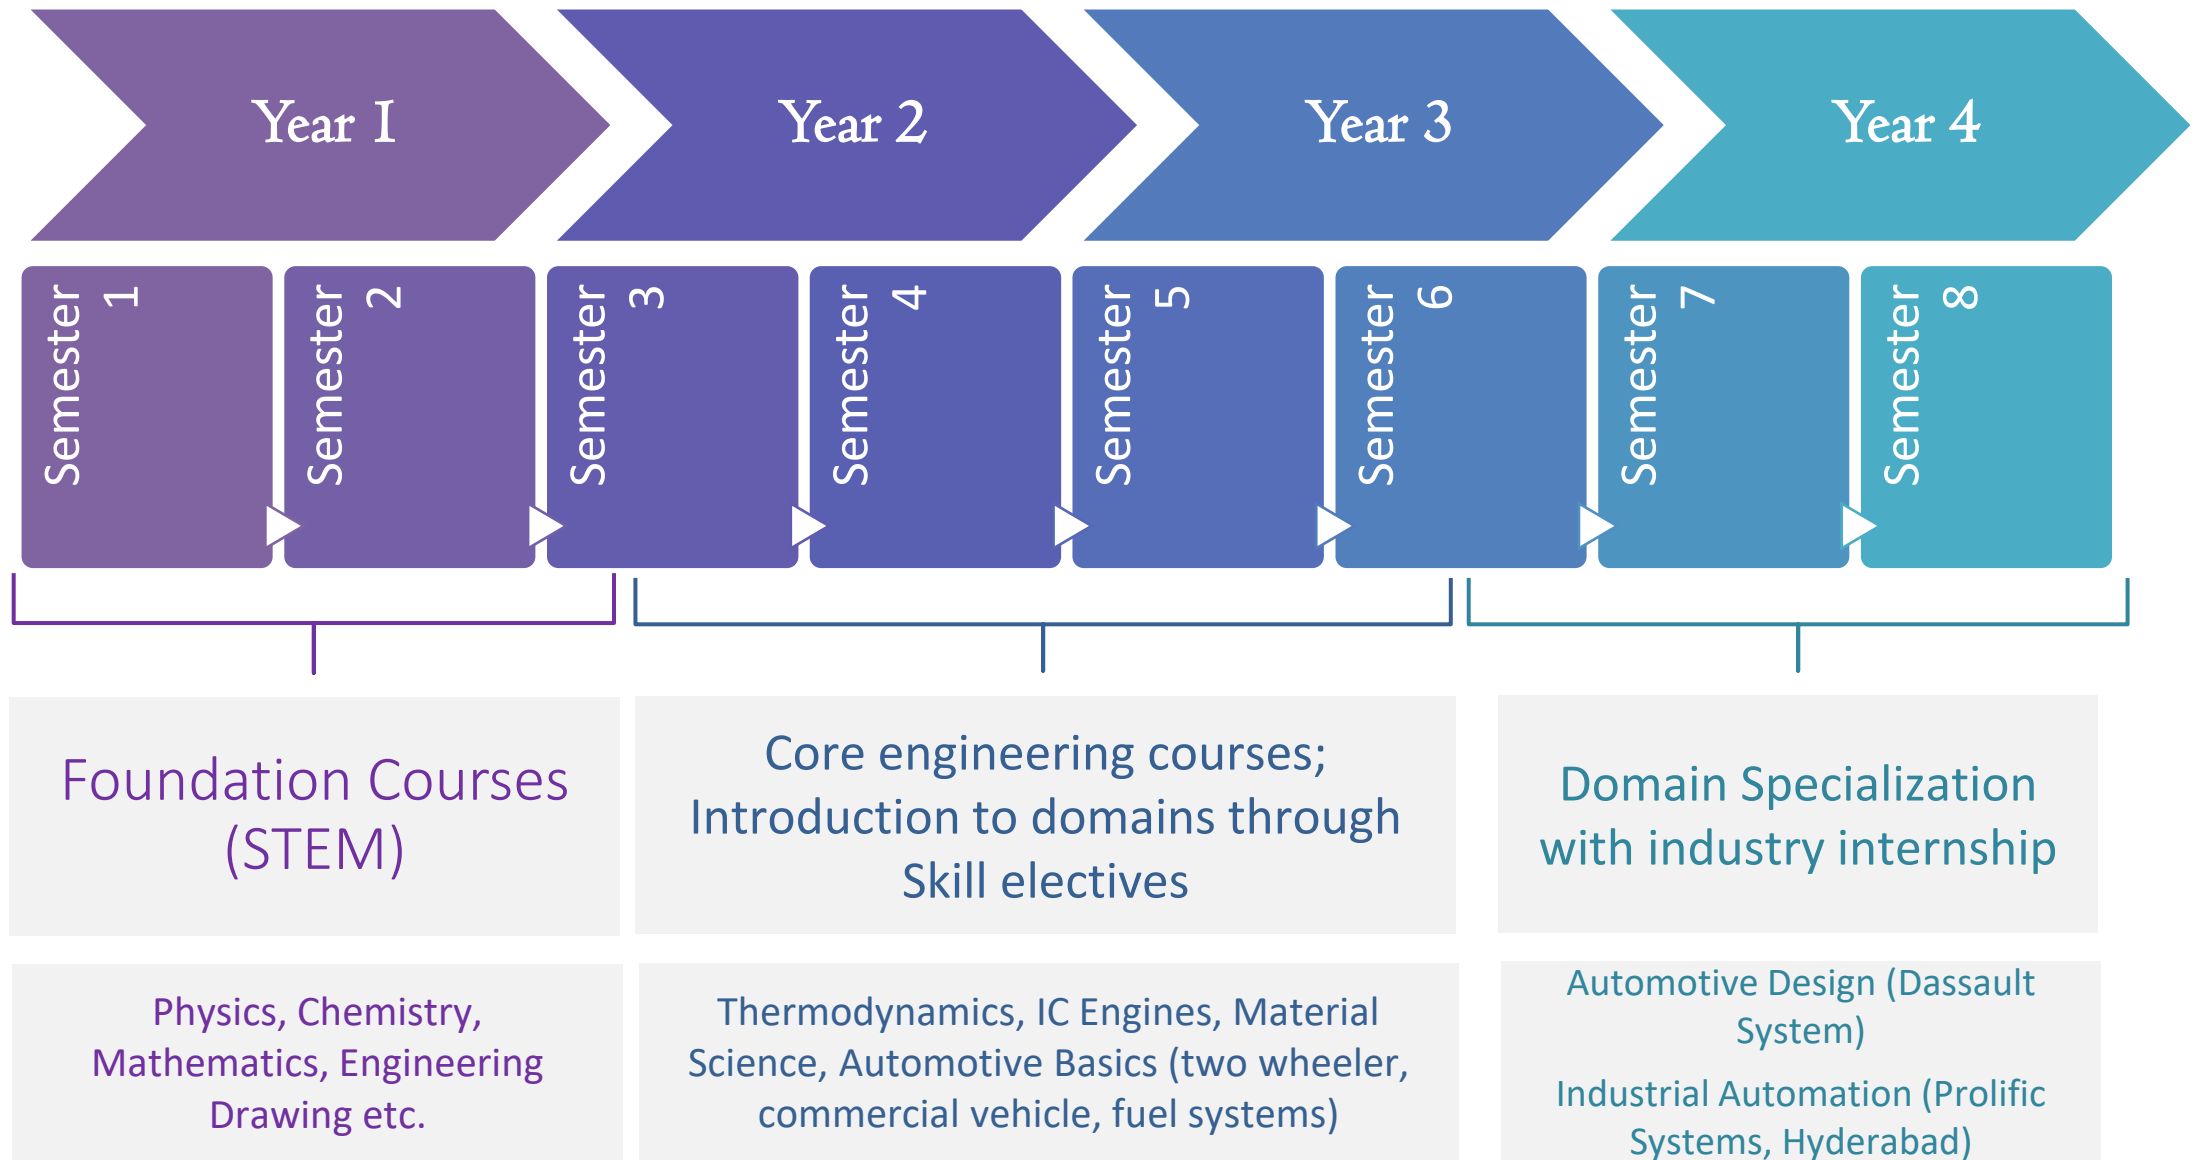 Year 1
Year 2
Year 3
Year 4
Semester
1
Semester
2
Semester
3
Semester
4
Semester
5
Semester
6
Semester
7
Semester
8
Foundation Courses
(STEM)
Core engineering courses;
Introduction to domains through
Skill electives
Domain Specialization
with industry internship
Physics, Chemistry,
Mathematics, Engineering
Drawing etc.
Thermodynamics, IC Engines, Material
Science, Automotive Basics (two wheeler,
commercial vehicle, fuel systems)
Automotive Design (Dassault
System)
Industrial Automation (Prolific
Systems, Hyderabad)